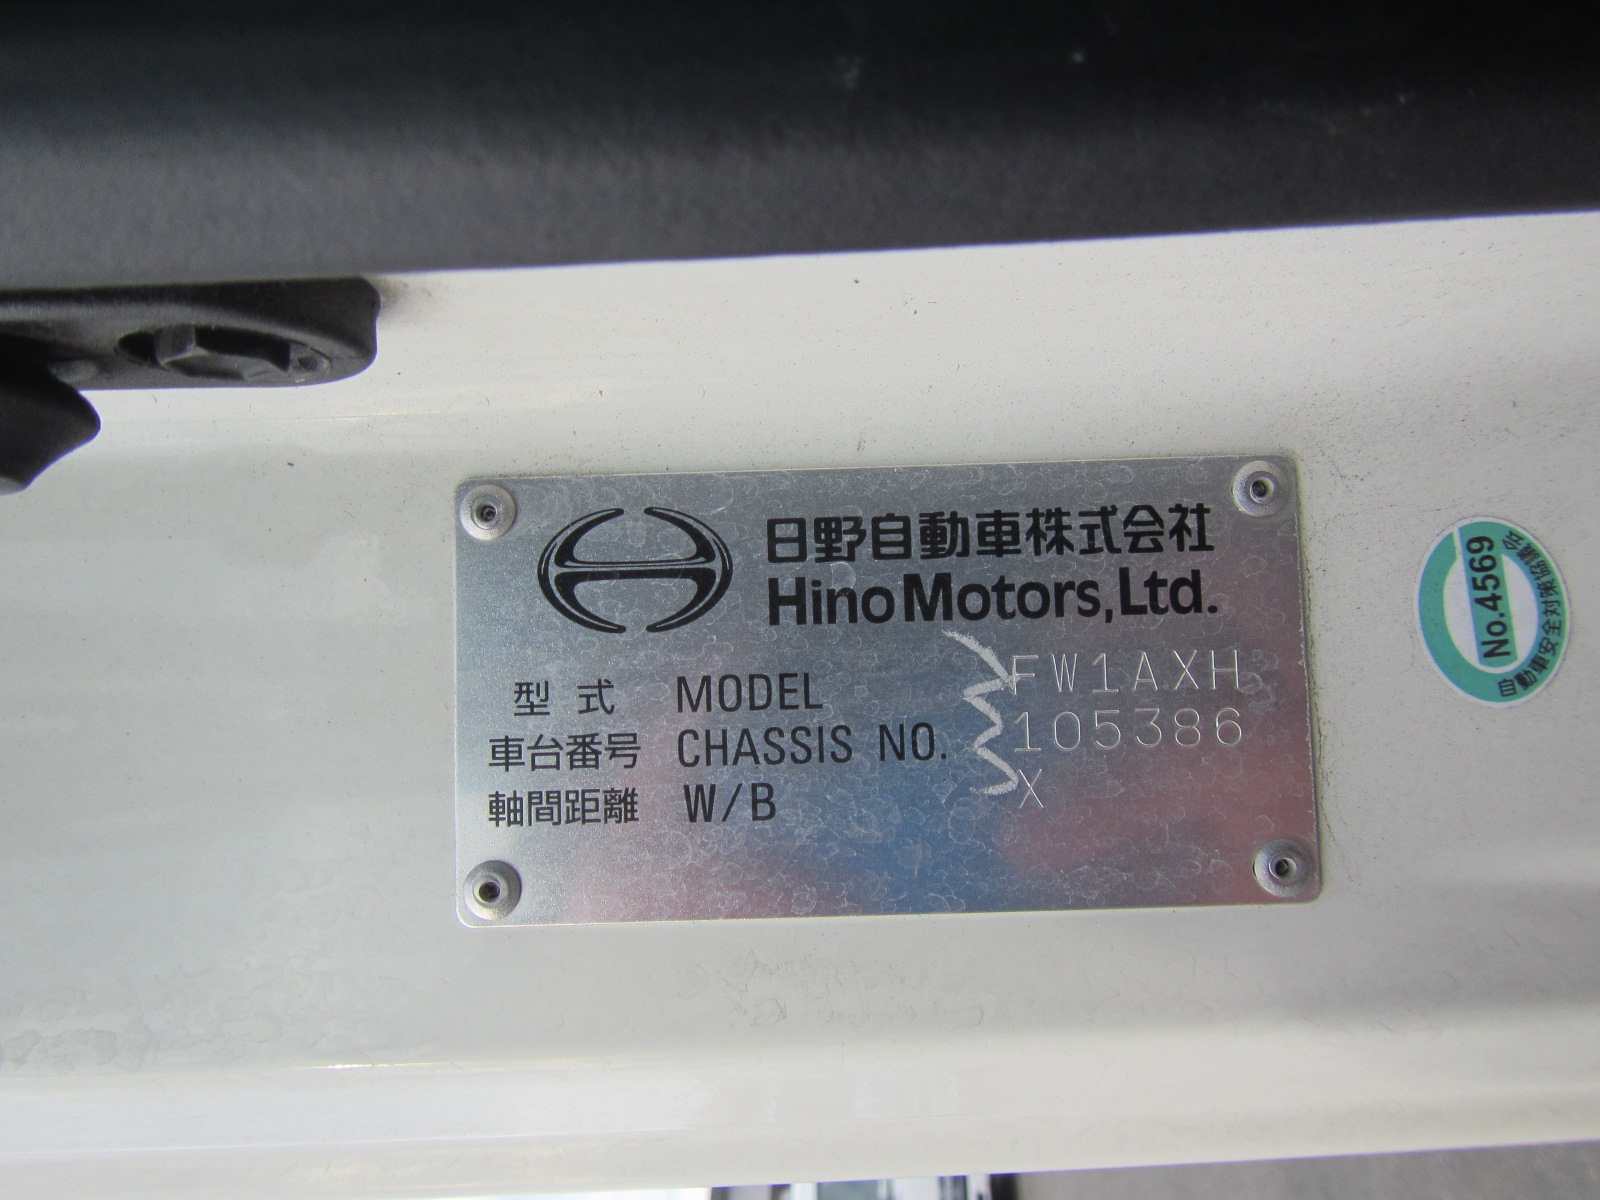 日野自動車株式会社
Hino Motors, Ltd.
型式 MODEL FW1AXH
車台番号 CHASSIS NO. 105386
軸間距離 W/B X
No.4569
自動車安全対策協議会